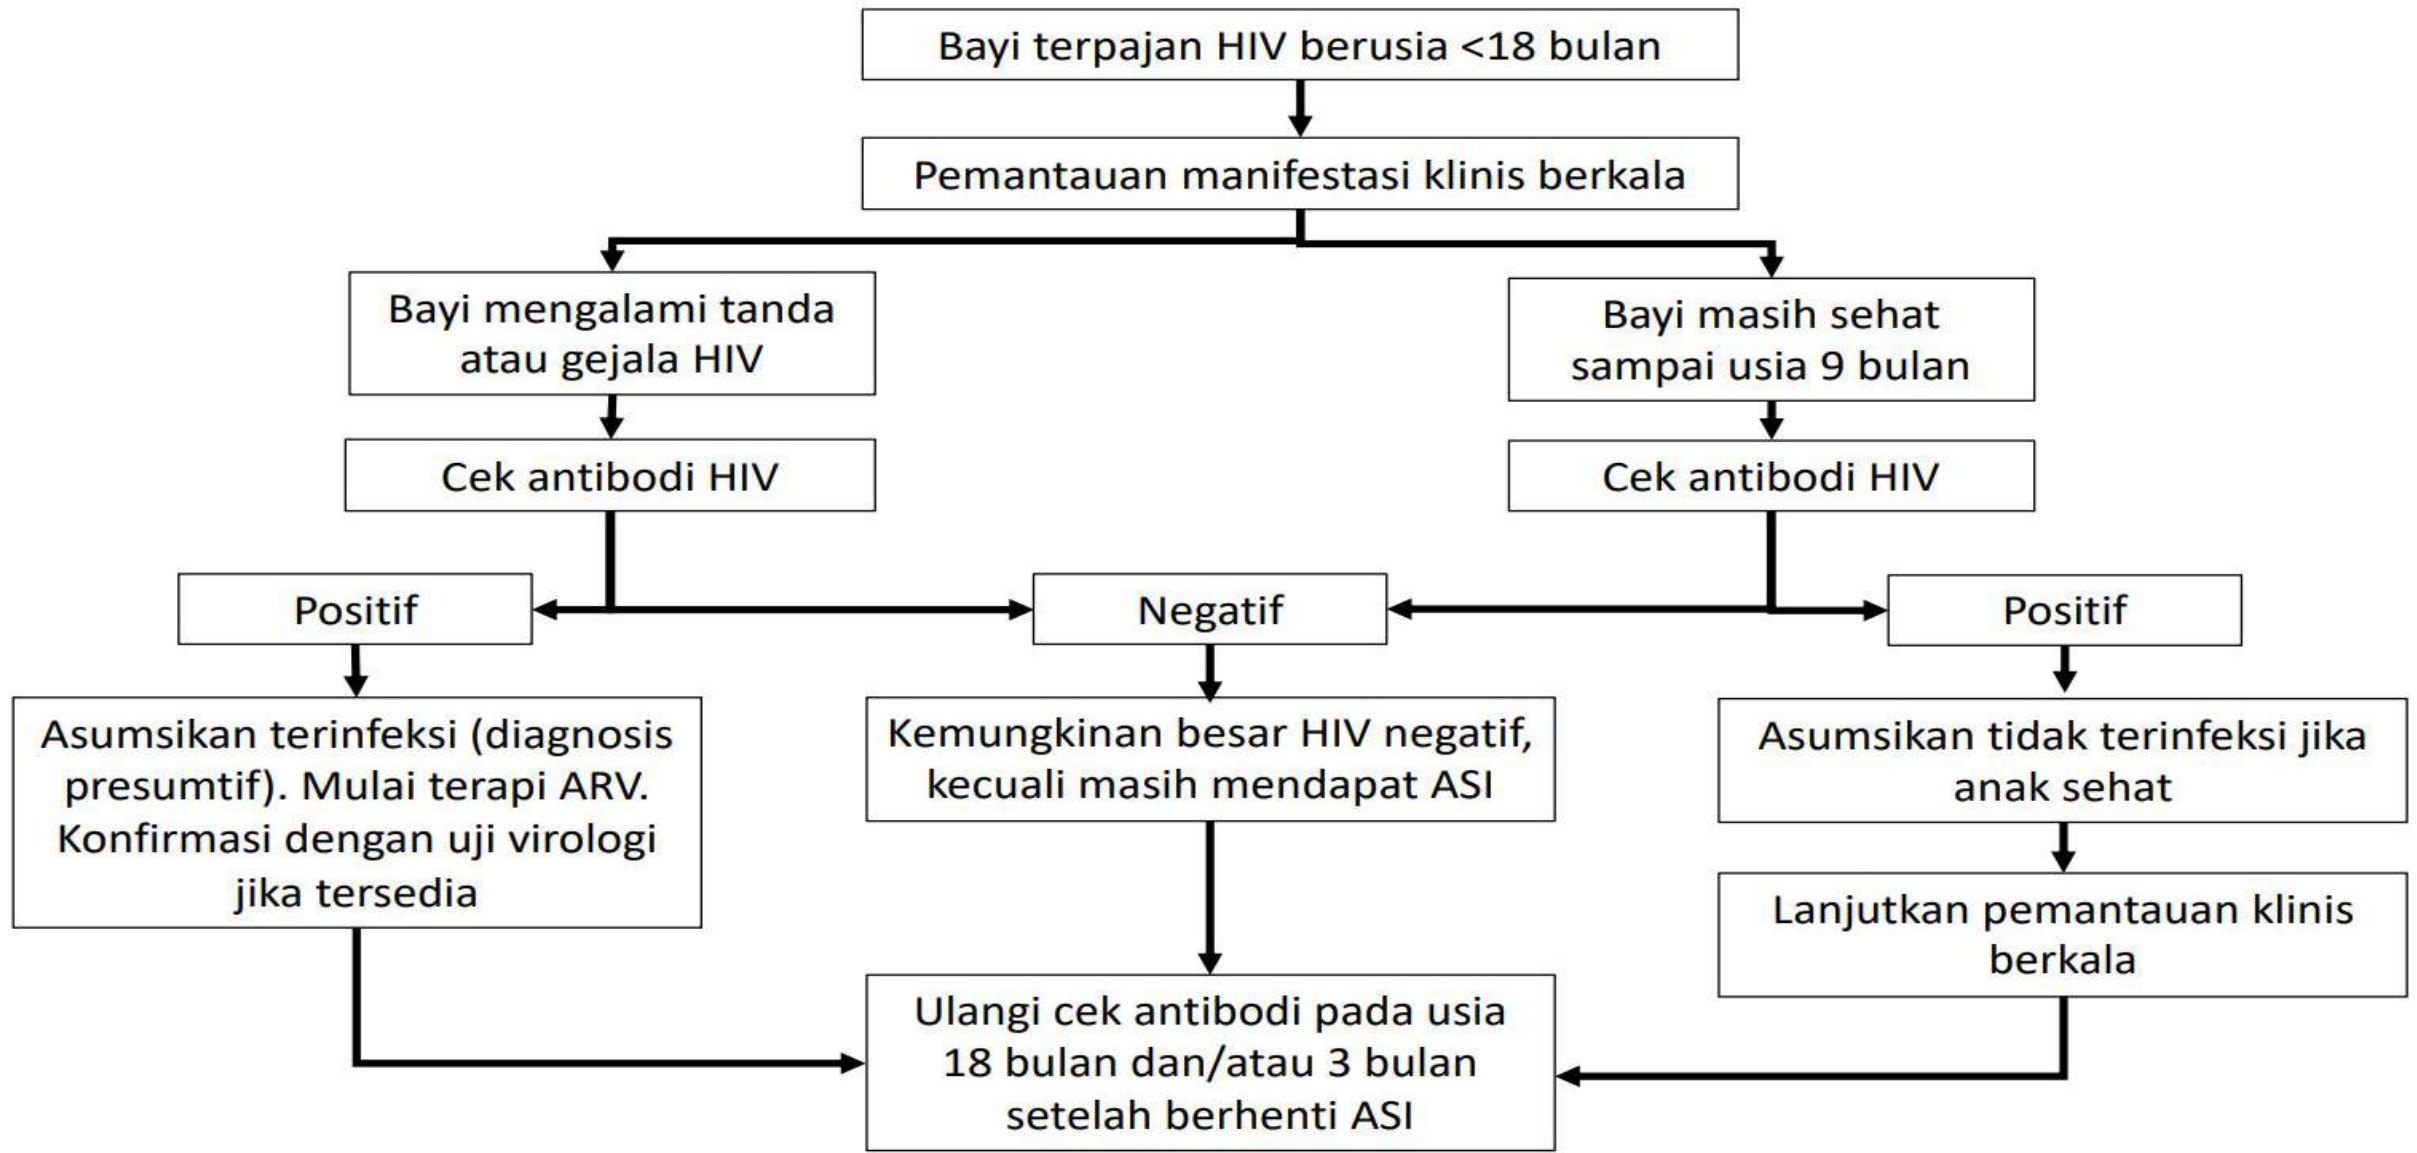 Bayi terpajan HIV berusia <18 bulan
Pemantauan manifestasi klinis berkala
Bayi mengalami tanda
atau gejala HIV
Bayi masih sehat
sampai usia 9 bulan
Cek antibodi HIV
Cek antibodi HIV
Positif
Negatif
Positif
Asumsikan terinfeksi (diagnosis
presumtif). Mulai terapi ARV.
Konfirmasi dengan uji virologi
jika tersedia
Kemungkinan besar HIV negatif,
kecuali masih mendapat ASI
Asumsikan tidak terinfeksi jika
anak sehat
Lanjutkan pemantauan klinis
berkala
Ulangi cek antibodi pada usia
18 bulan dan/atau 3 bulan
setelah berhenti ASI